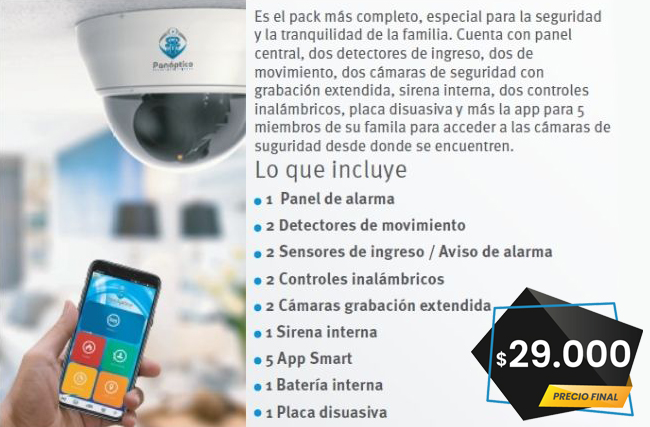 Panóptico
Es el pack más completo, especial para la seguridad
y la tranquilidad de la familia. Cuenta con panel
central, dos detectores de ingreso, dos de
movimiento, dos cámaras de seguridad con
grabación extendida, sirena interna, dos controles
inalámbricos, placa disuasiva y más la app para 5
miembros de su famila para acceder a las cámaras de
suguridad desde donde se encuentren.
Lo que incluye
• 1 Panel de alarma
• 2 Detectores de movimiento
• 2 Sensores de ingreso / Aviso de alarma
• 2 Controles inalámbricos
• 2 Cámaras grabación extendida
• 1 Sirena interna
• 5 App Smart
• 1 Batería interna
• 1 Placa disuasiva
$29.000
PRECIO FINAL